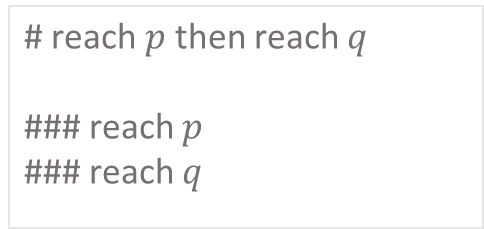 # reach p then reach q
### reach p
### reach q